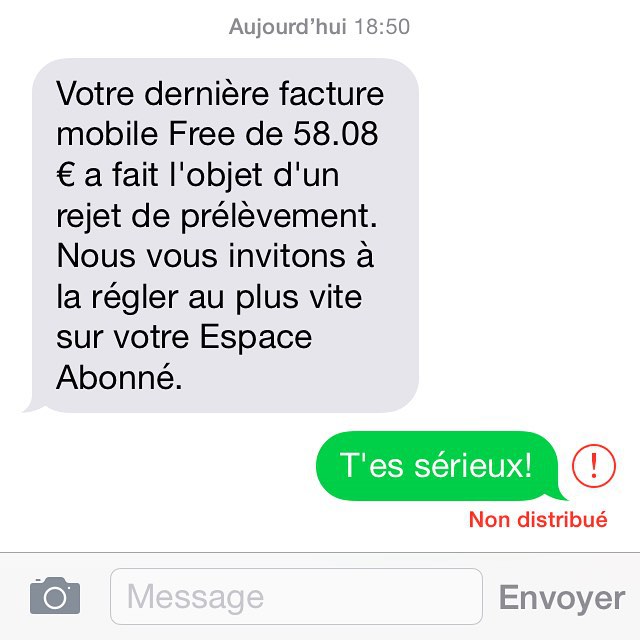 Aujourd’hui 18:50
Votre dernière facture
mobile Free de 58.08
€ a fait l'objet d'un
rejet de prélèvement.
Nous vous invitons à
la régler au plus vite
sur votre Espace
Abonné.
T'es sérieux!
Non distribué
Message
Envoyer